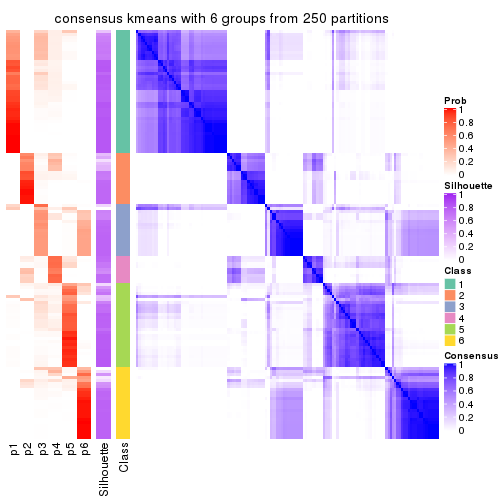 consensus kmeans with 6 groups from 250 partitions
Prob
1
0.8
0.6
0.4
0.2
0
Silhouette
1
0.8
0.6
0.4
0.2
0
Class
1
2
3
4
5
6
Consensus
1
0.8
0.6
0.4
0.2
0
p1
p2
p3
p4
p5
p6
Silhouette
Class